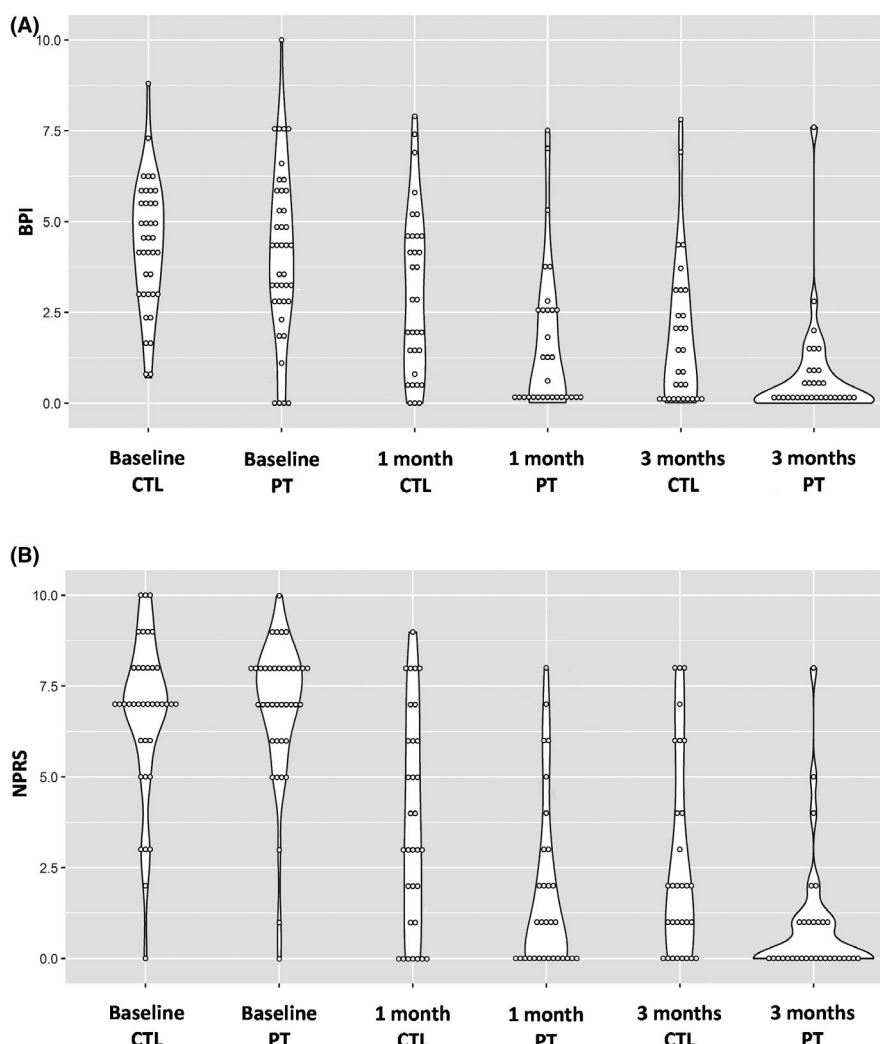 (A)
10.0
7.5
5.0
2.5
0.0
BPI
Baseline CTL
Baseline PT
1 month CTL
1 month PT
3 months CTL
3 months PT
(B)
10.0
7.5
5.0
2.5
0.0
NPRS
Baseline CTL
Baseline PT
1 month CTL
1 month PT
3 months CTL
3 months PT